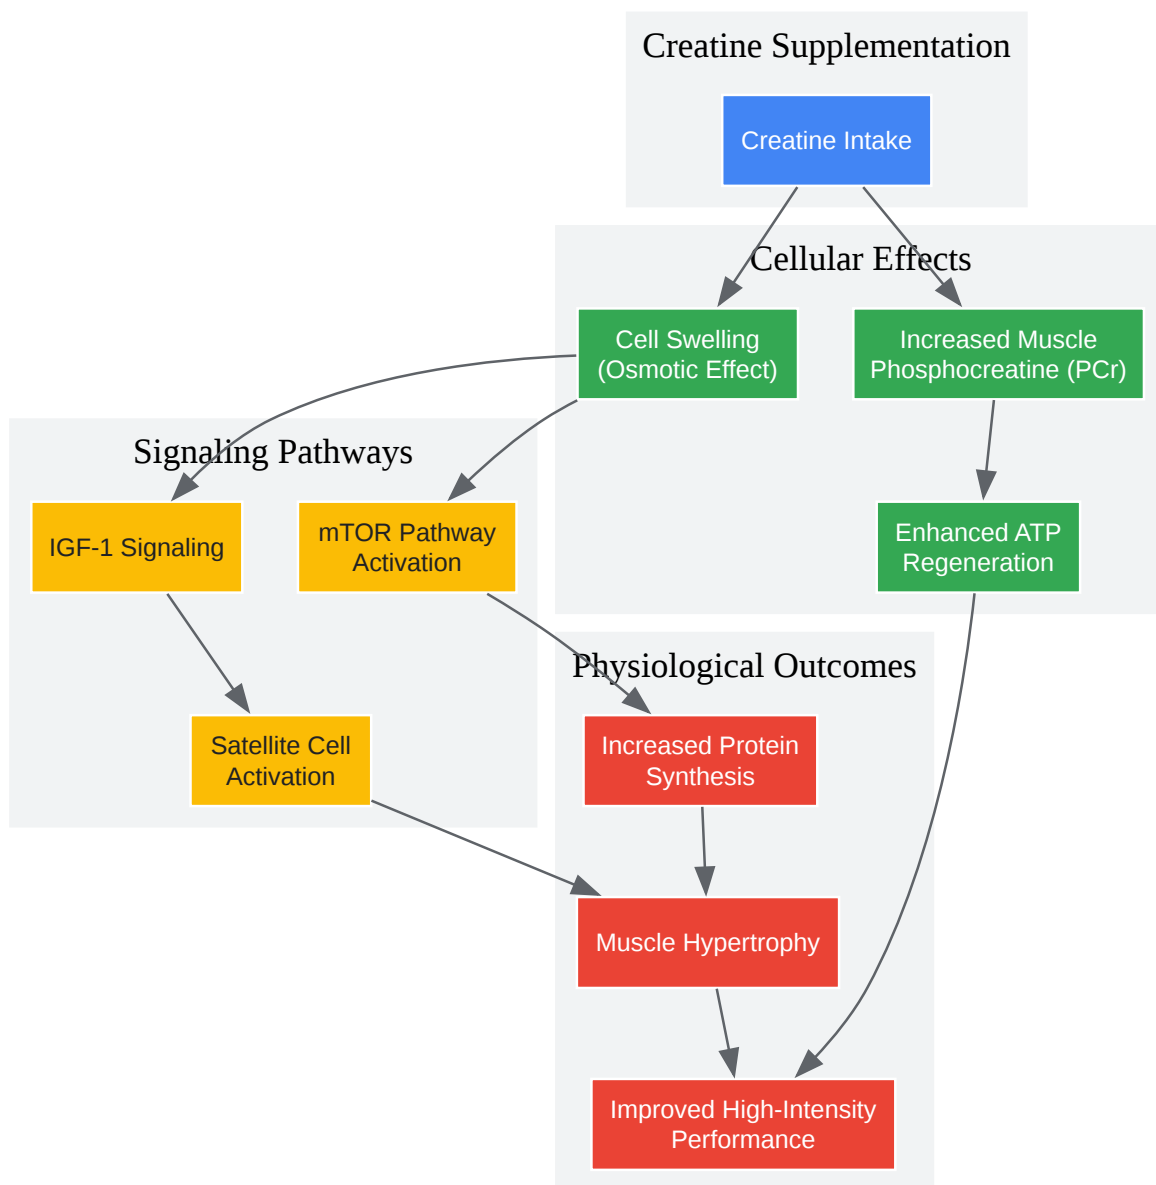 Creatine Supplementation
Creatine Intake
Cellular Effects
Cell Swelling
(Osmotic Effect)
Increased Muscle
Phosphocreatine (PCr)
Signaling Pathways
IGF-1 Signaling
mTOR Pathway
Activation
Enhanced ATP
Regeneration
Physiological Outcomes
Satellite Cell
Activation
Increased Protein
Synthesis
Muscle Hypertrophy
Improved High-Intensity
Performance